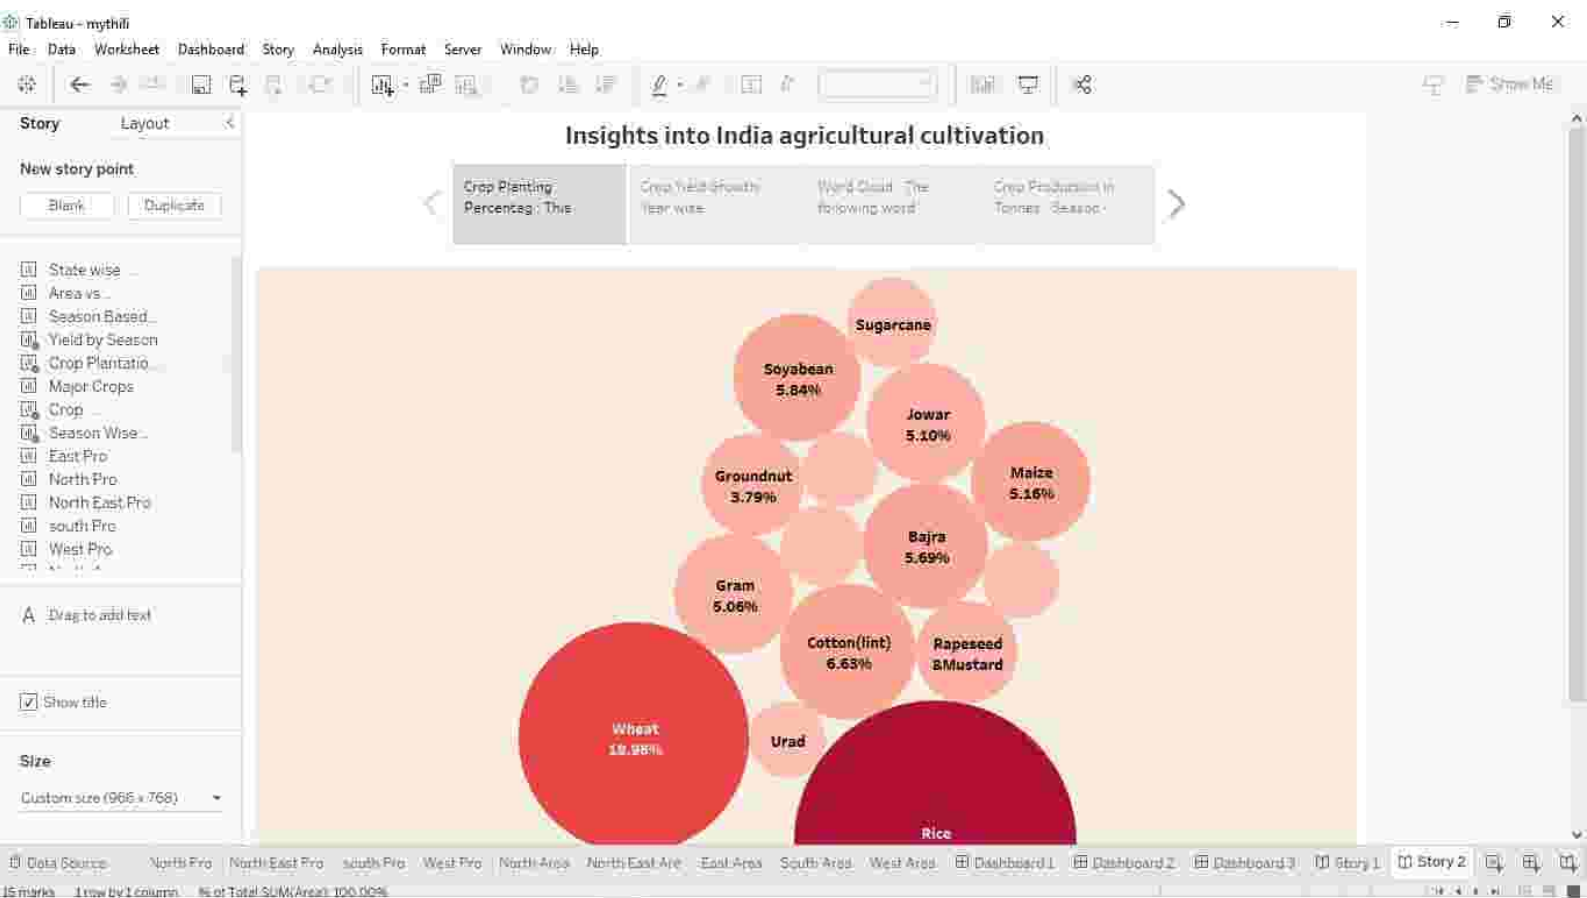 Tableau - mythili
File Data Worksheet Dashboard Story Analysis Format Server Window Help
Show Me
Story Layout
New story point
Blank Duplicate
State wise ...
Area vs ..
Season Based...
Yield by Season
Crop Plantatio...
Major Crops
Crop ...
Season Wise...
East Pro
North Pro
North East Pro
south Pro
West Pro
A Drag to add text
Show title
Size
Custom size (966 x 768)
Insights into India agricultural cultivation
Crop Planting
Percentag : This
Crop Yield Growth
Year wise
Word Cloud : The
following word
Crop Production in
Tonnes : Season -
Sugarcane
Soyabean
5.84%
Jowar
5.10%
Maize
5.16%
Groundnut
3.79%
Bajra
5.69%
Gram
5.06%
Cotton(lint)
6.63%
Rapeseed
&Mustard
Wheat
Urad
Rice
Data Source North Pro North East Pro south Pro West Pro North Area North East Are East Area South Area West Area Dashboard 1 Dashboard 2 Dashboard 3 Story 1 Story 2
15 marks 1 row by 1 column % of Total SUM(Area): 100.00%